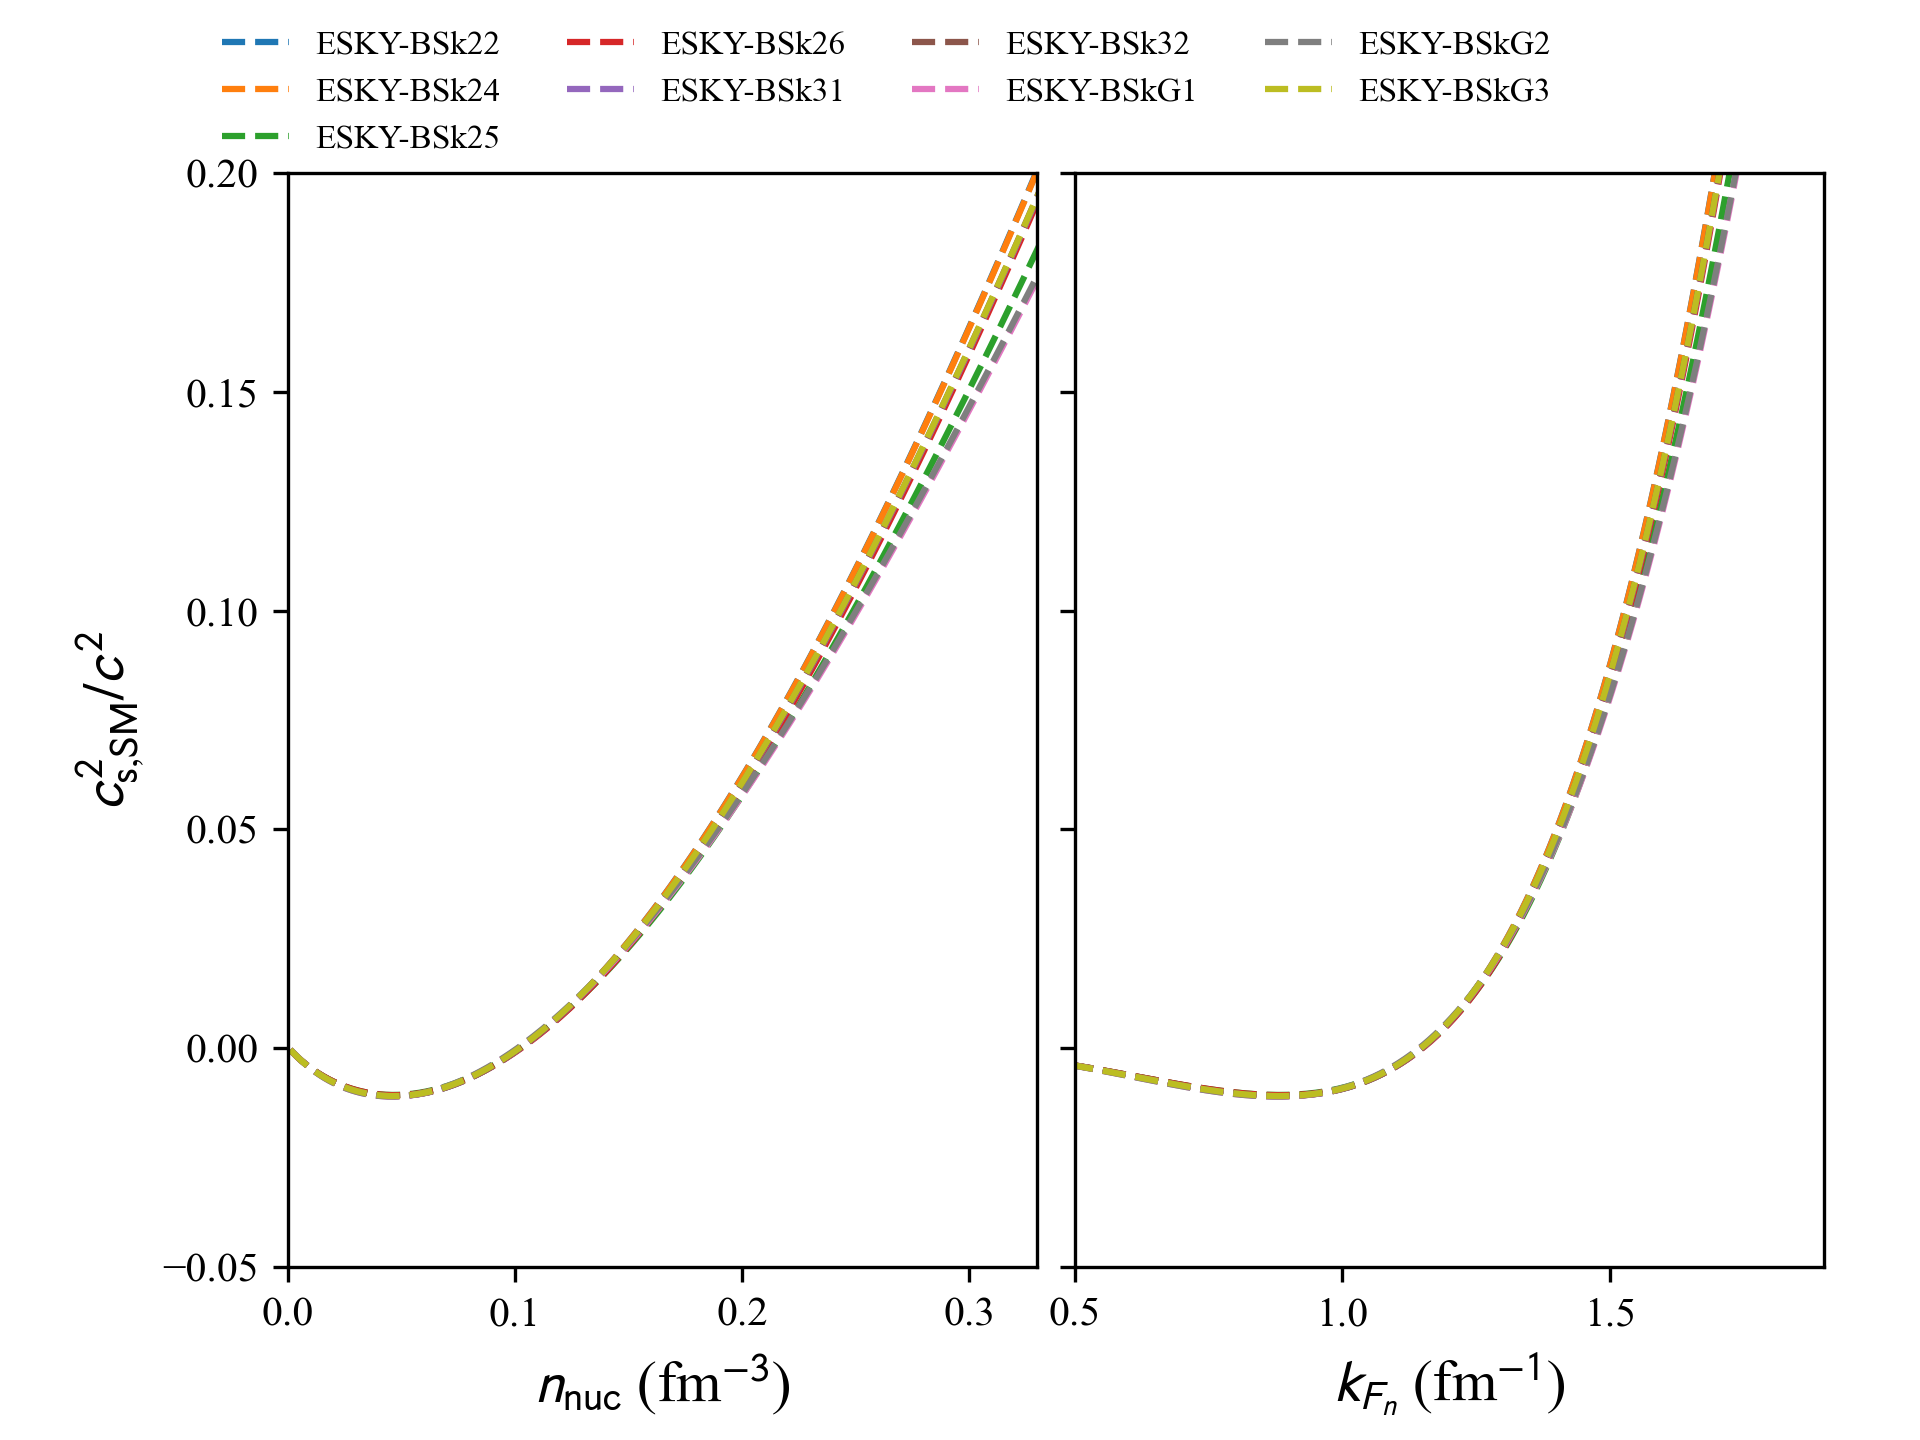 ESKY-BSk22 ESKY-BSk26 ESKY-BSk32 ESKY-BSkG2
ESKY-BSk24 ESKY-BSk31 ESKY-BSkG1 ESKY-BSkG3
ESKY-BSk25
0.20
0.15
0.10
0.05
0.00
−0.05
c²s,SM/c²
0.0 0.1 0.2 0.3 0.5 1.0 1.5
nnuc (fm⁻³) kFn (fm⁻¹)